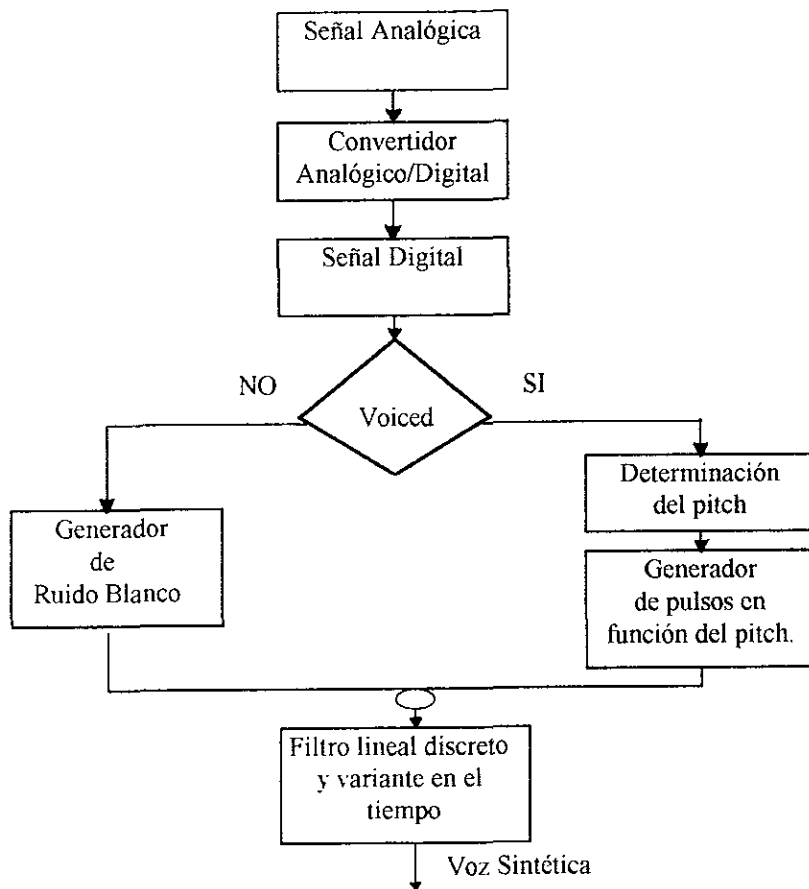 Señal Analógica
Convertidor
Analógico/Digital
Señal Digital
NO
SI
Voiced
Determinación
del pitch
Generador
de
Ruido Blanco
Generador
de pulsos en
función del pitch.
Filtro lineal discreto
y variante en el
tiempo
Voz Sintética